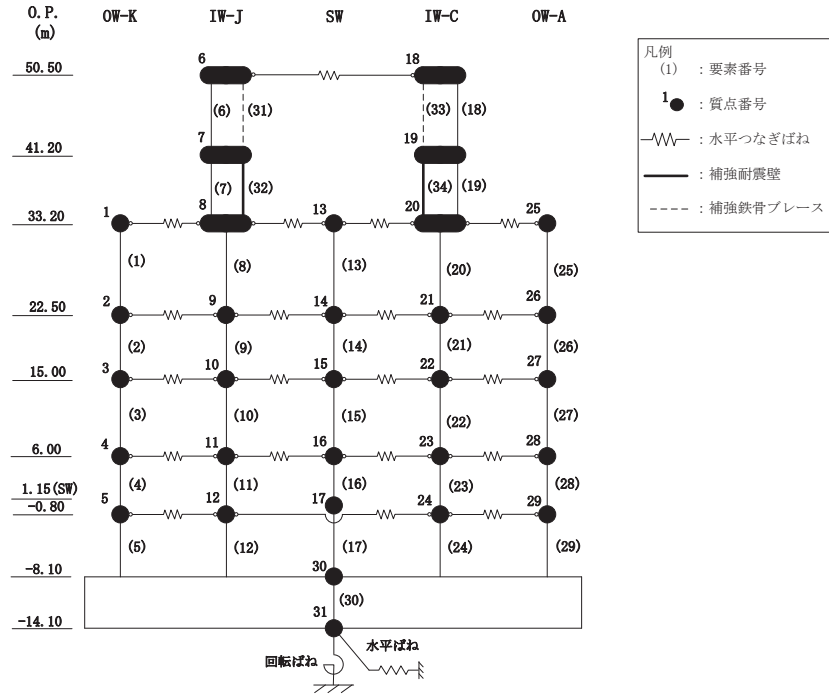 O.P.
(m)
OW-K IW-J SW IW-C OW-A
50.50 6 18
(6) (31) (33) (18)
41.20 7 19
(7) (32) (34) (19)
33.20 1 8 13 20 25
(1) (8) (13) (20) (25)
22.50 2 9 14 21 26
(2) (9) (14) (21) (26)
15.00 3 10 15 22 27
(3) (10) (15) (22) (27)
6.00 4 11 16 23 28
(4) (11) (16) (23) (28)
1.15(SW) 17
-0.80 5 12 24 29
(5) (12) (17) (24) (29)
-8.10 30
(30)
-14.10 31
水平ばね
回転ばね
凡例
(1) : 要素番号
1 : 質点番号
: 水平つなぎばね
: 補強耐震壁
: 補強鉄骨ブレース